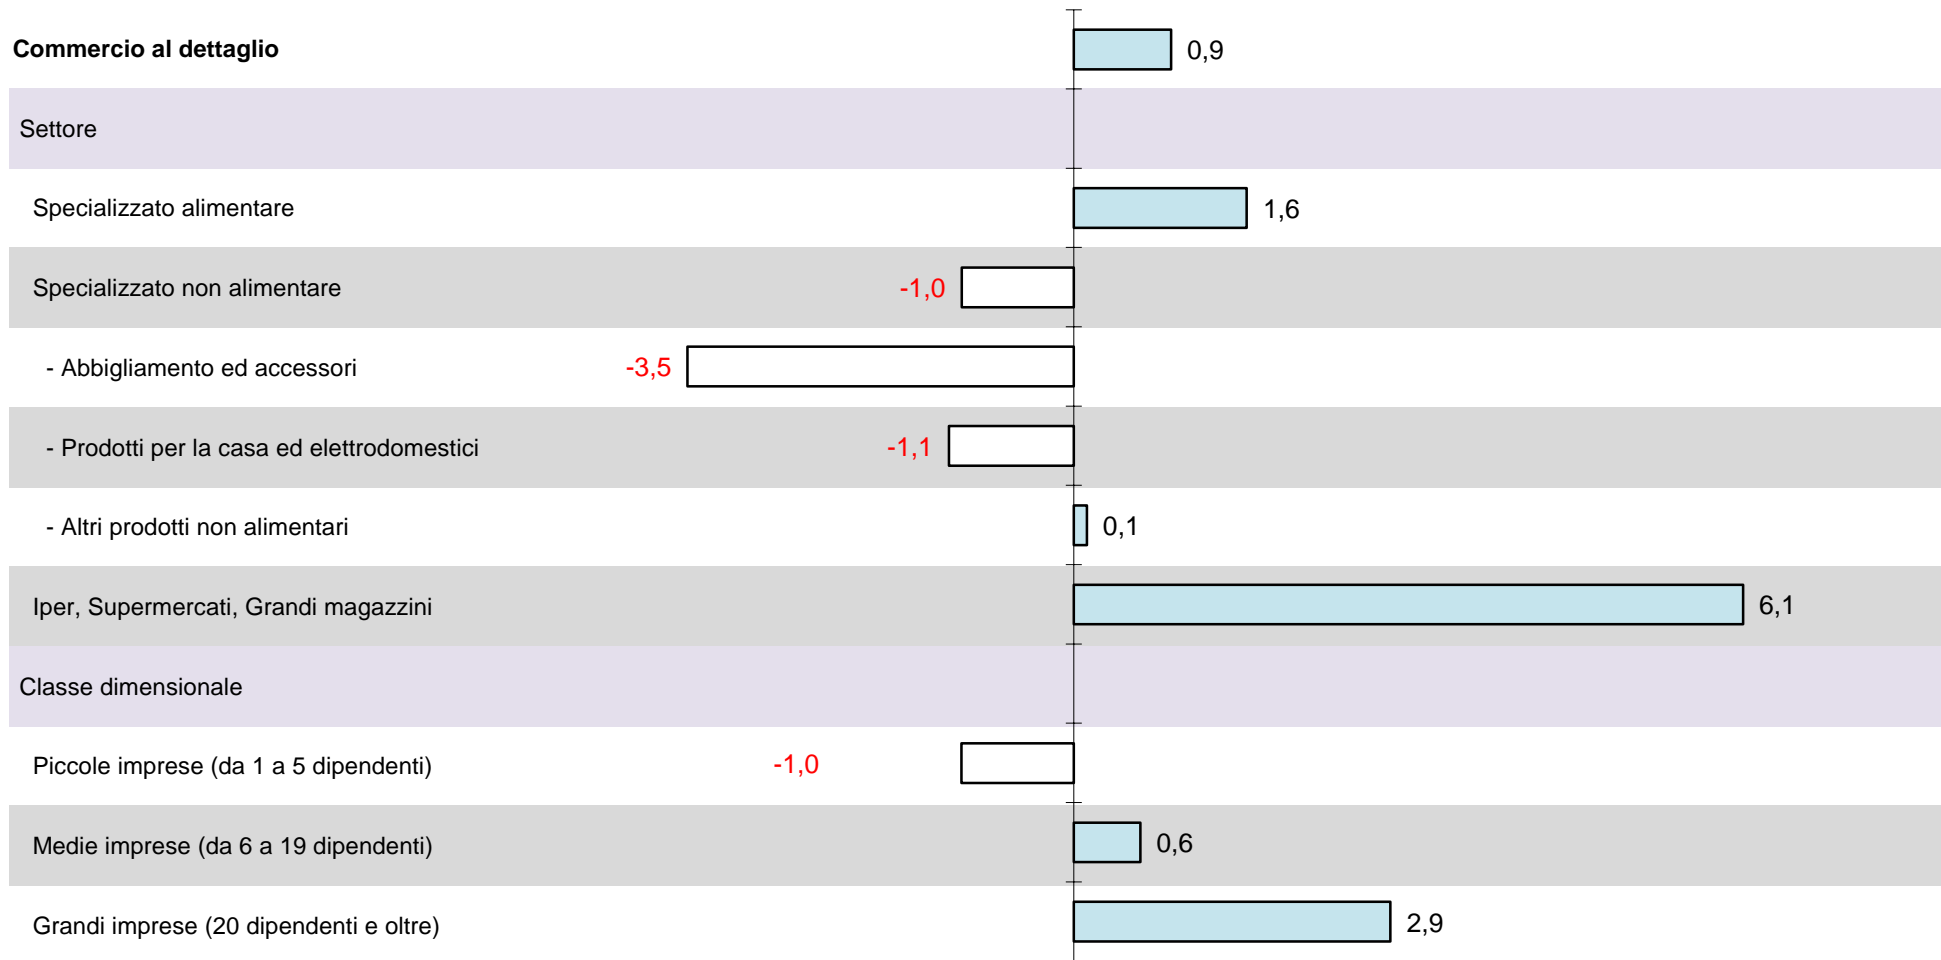 Commercio al dettaglio 0,9
Settore
Specializzato alimentare 1,6
Specializzato non alimentare -1,0
- Abbigliamento ed accessori -3,5
- Prodotti per la casa ed elettrodomestici -1,1
- Altri prodotti non alimentari 0,1
Iper, Supermercati, Grandi magazzini 6,1
Classe dimensionale
Piccole imprese (da 1 a 5 dipendenti) -1,0
Medie imprese (da 6 a 19 dipendenti) 0,6
Grandi imprese (20 dipendenti e oltre) 2,9